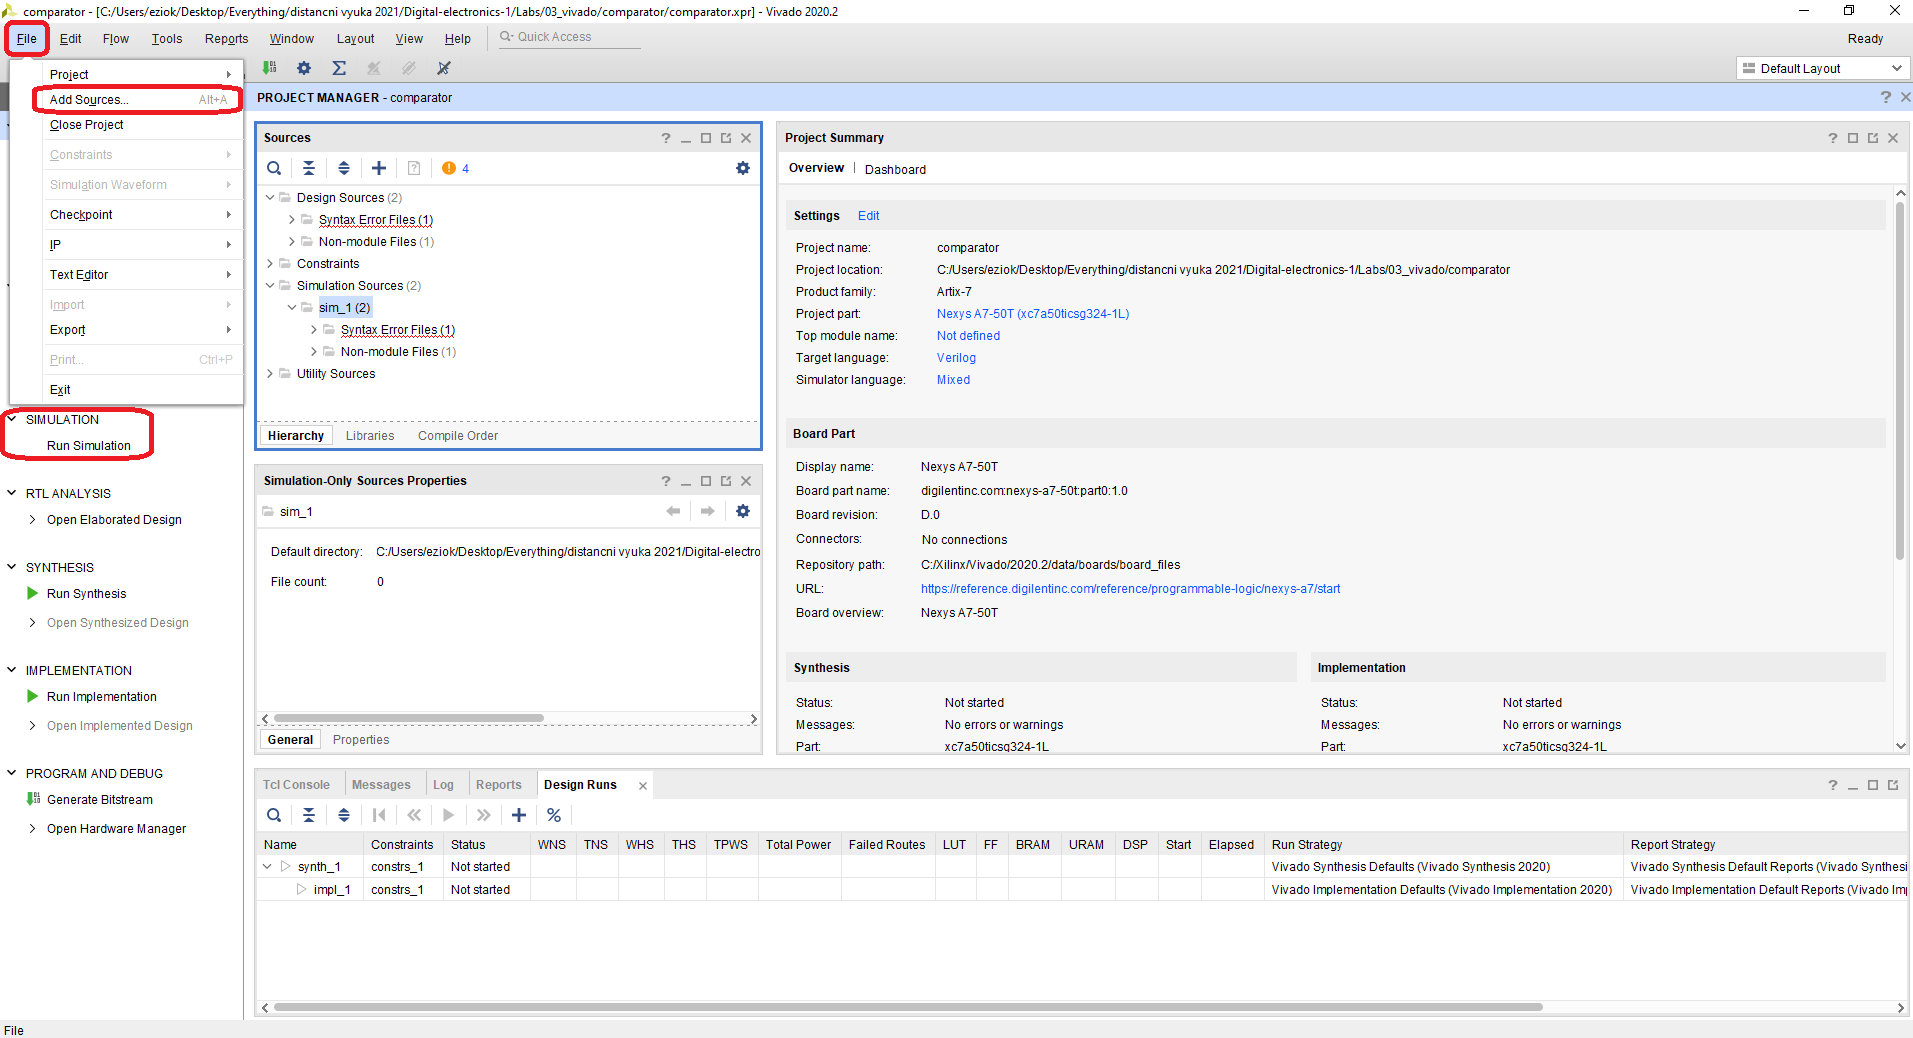 comparator - [C:/Users/eziok/Desktop/Everything/distancni vyuka 2021/Digital-electronics-1/Labs/03_vivado/comparator/comparator.xpr] - Vivado 2020.2
File Edit Flow Tools Reports Window Layout View Help Quick Access Ready
Default Layout
Project
Add Sources... Alt+A
Close Project
Constraints
Simulation Waveform
Checkpoint
IP
Text Editor
Import
Export
Print... Ctrl+P
Exit
SIMULATION
Run Simulation
RTL ANALYSIS
Open Elaborated Design
SYNTHESIS
Run Synthesis
Open Synthesized Design
IMPLEMENTATION
Run Implementation
Open Implemented Design
PROGRAM AND DEBUG
Generate Bitstream
Open Hardware Manager
PROJECT MANAGER - comparator
Sources
4
Design Sources (2)
Syntax Error Files (1)
Non-module Files (1)
Constraints
Simulation Sources (2)
sim_1 (2)
Syntax Error Files (1)
Non-module Files (1)
Utility Sources
Hierarchy Libraries Compile Order
Simulation-Only Sources Properties
sim_1
Default directory: C:/Users/eziok/Desktop/Everything/distancni vyuka 2021/Digital-electro
File count: 0
General Properties
Project Summary
Overview | Dashboard
Settings Edit
Project name: comparator
Project location: C:/Users/eziok/Desktop/Everything/distancni vyuka 2021/Digital-electronics-1/Labs/03_vivado/comparator
Product family: Artix-7
Project part: Nexys A7-50T (xc7a50ticsg324-1L)
Top module name: Not defined
Target language: Verilog
Simulator language: Mixed
Board Part
Display name: Nexys A7-50T
Board part name: digilentinc.com:nexys-a7-50t:part0:1.0
Board revision: D.0
Connectors: No connections
Repository path: C:/Xilinx/Vivado/2020.2/data/boards/board_files
URL: https://reference.digilentinc.com/reference/programmable-logic/nexys-a7/start
Board overview: Nexys A7-50T
Synthesis Implementation
Status: Not started Status: Not started
Messages: No errors or warnings Messages: No errors or warnings
Part: xc7a50ticsg324-1L Part: xc7a50ticsg324-1L
Tcl Console Messages Log Reports Design Runs
Name Constraints Status WNS TNS WHS THS TPWS Total Power Failed Routes LUT FF BRAM URAM DSP Start Elapsed Run Strategy Report Strategy
synth_1 constrs_1 Not started Vivado Synthesis Defaults (Vivado Synthesis 2020) Vivado Synthesis Default Reports (Vivado Synthesi
impl_1 constrs_1 Not started Vivado Implementation Defaults (Vivado Implementation 2020) Vivado Implementation Default Reports (Vivado Im
File